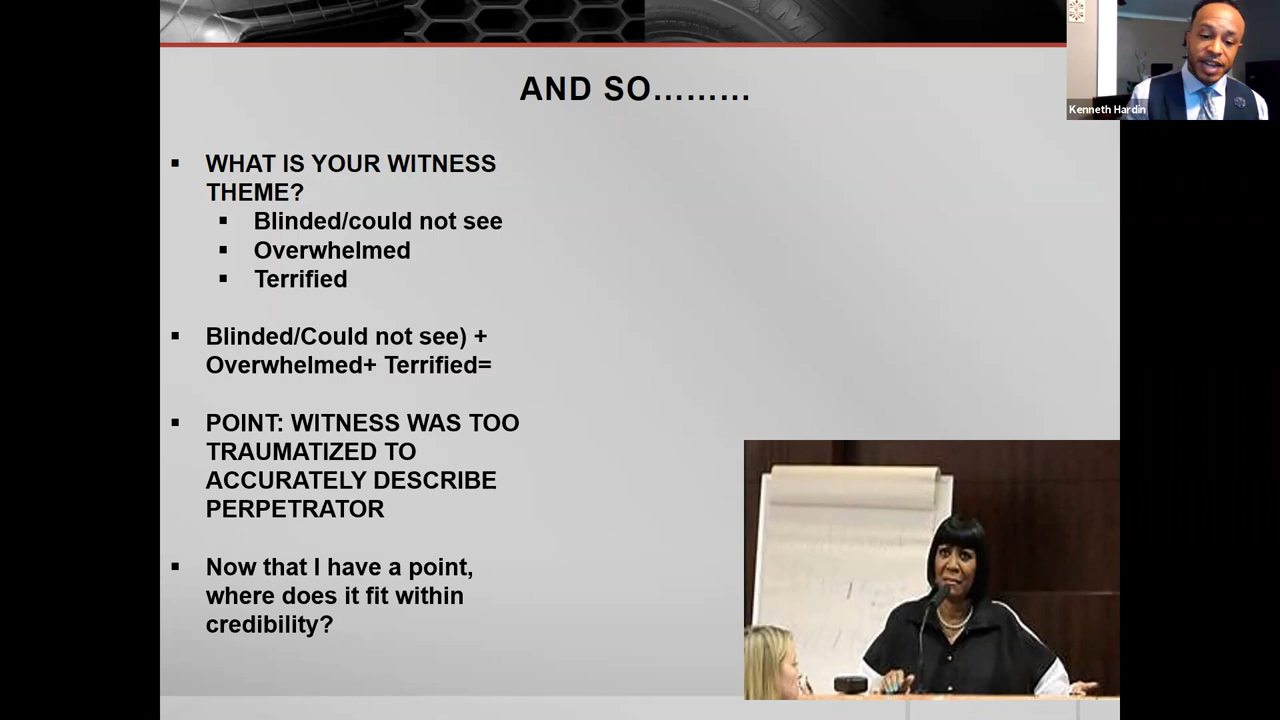 AND SO.........
Kenneth Hardin
▪ WHAT IS YOUR WITNESS
THEME?
▪ Blinded/could not see
▪ Overwhelmed
▪ Terrified
▪ Blinded/Could not see) +
Overwhelmed+ Terrified=
▪ POINT: WITNESS WAS TOO
TRAUMATIZED TO
ACCURATELY DESCRIBE
PERPETRATOR
▪ Now that I have a point,
where does it fit within
credibility?